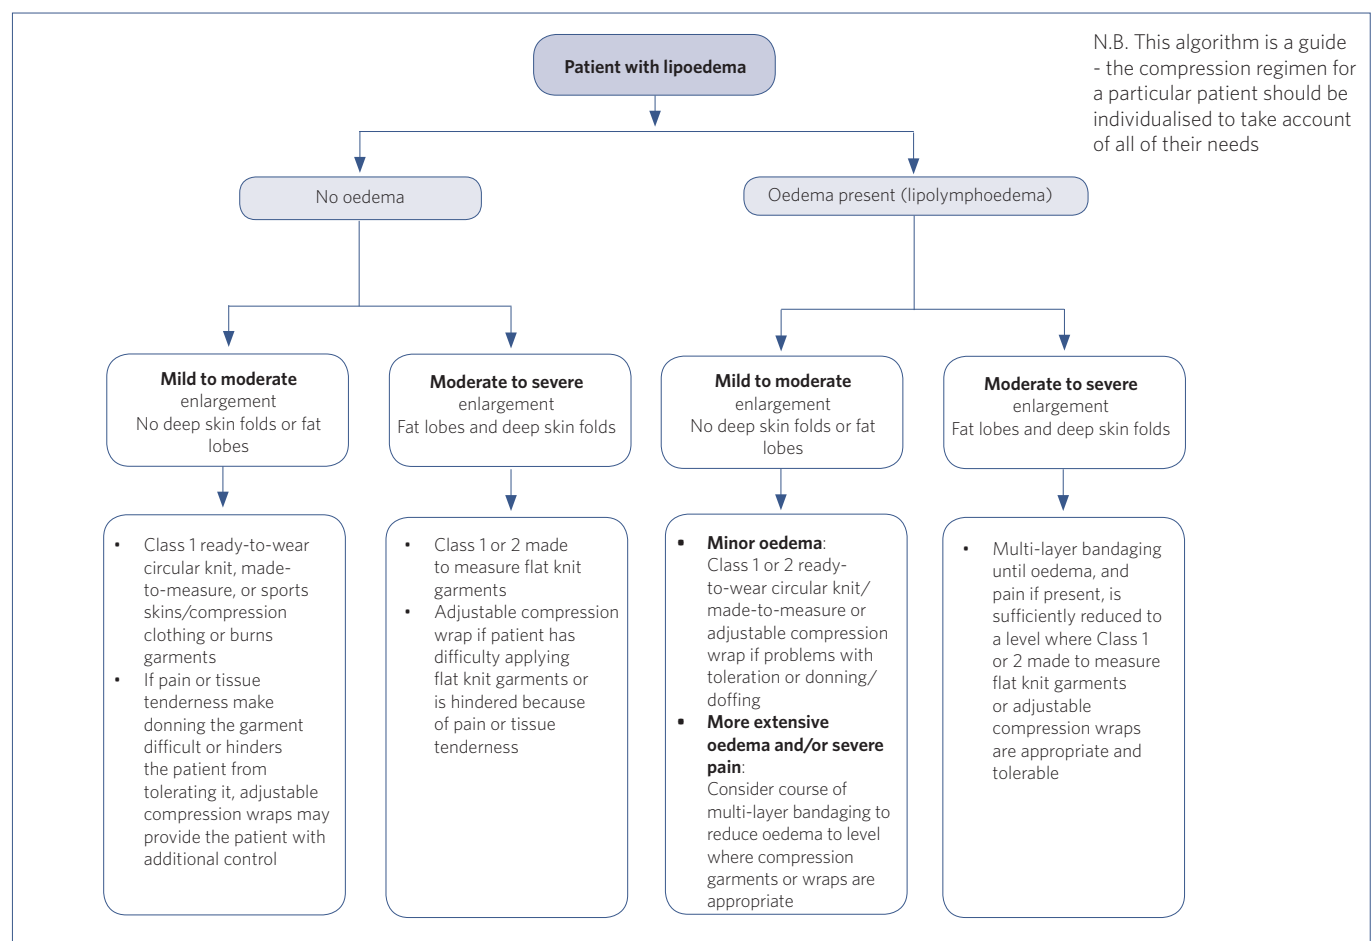 Patient with lipoedema
N.B. This algorithm is a guide
- the compression regimen for
a particular patient should be
individualised to take account
of all of their needs
No oedema
Oedema present (lipolymphoedema)
Mild to moderate
enlargement
No deep skin folds or fat
lobes
Moderate to severe
enlargement
Fat lobes and deep skin folds
Mild to moderate
enlargement
No deep skin folds or fat
lobes
Moderate to severe
enlargement
Fat lobes and deep skin folds
• Class 1 ready-to-wear
circular knit, made-
to-measure, or sports
skins/compression
clothing or burns
garments
• If pain or tissue
tenderness make
donning the garment
difficult or hinders
the patient from
tolerating it, adjustable
compression wraps may
provide the patient with
additional control
• Class 1 or 2 made
to measure flat knit
garments
• Adjustable compression
wrap if patient has
difficulty applying
flat knit garments or
is hindered because
of pain or tissue
tenderness
• Minor oedema:
Class 1 or 2 ready-
to-wear circular knit/
made-to-measure or
adjustable compression
wrap if problems with
toleration or donning/
doffing
• More extensive
oedema and/or severe
pain:
Consider course of
multi-layer bandaging to
reduce oedema to level
where compression
garments or wraps are
appropriate
• Multi-layer bandaging
until oedema, and
pain if present, is
sufficiently reduced to
a level where Class 1
or 2 made to measure
flat knit garments
or adjustable
compression wraps
are appropriate and
tolerable